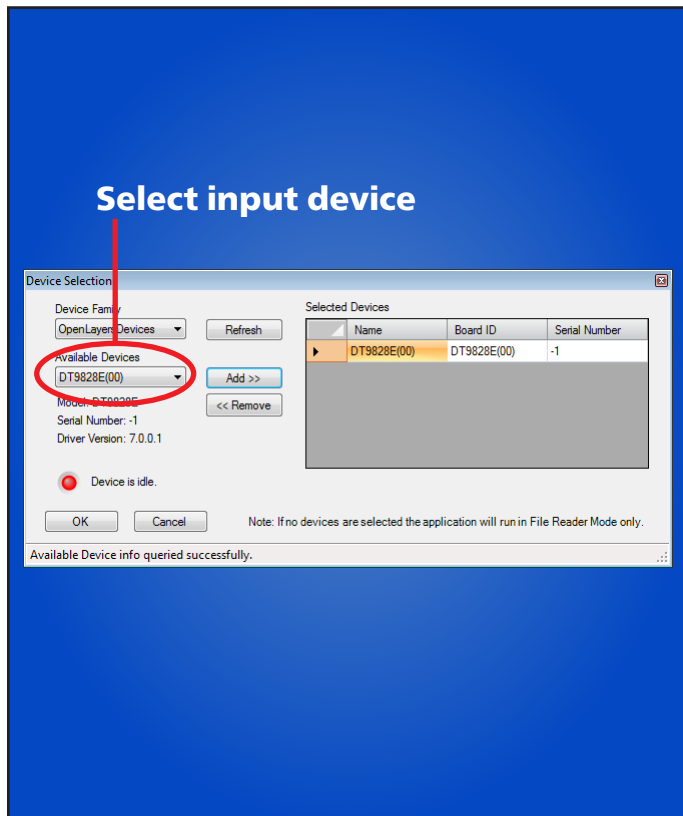 Select input device
Device Selection
Device Family
OpenLayersDevices
Refresh
Available Devices
DT9828E(00)
Add >>
Model: DT9828E
<< Remove
Serial Number: -1
Driver Version: 7.0.0.1
Device is idle.
Selected Devices
Name Board ID Serial Number
DT9828E(00) DT9828E(00) -1
OK Cancel Note: If no devices are selected the application will run in File Reader Mode only.
Available Device info queried successfully.